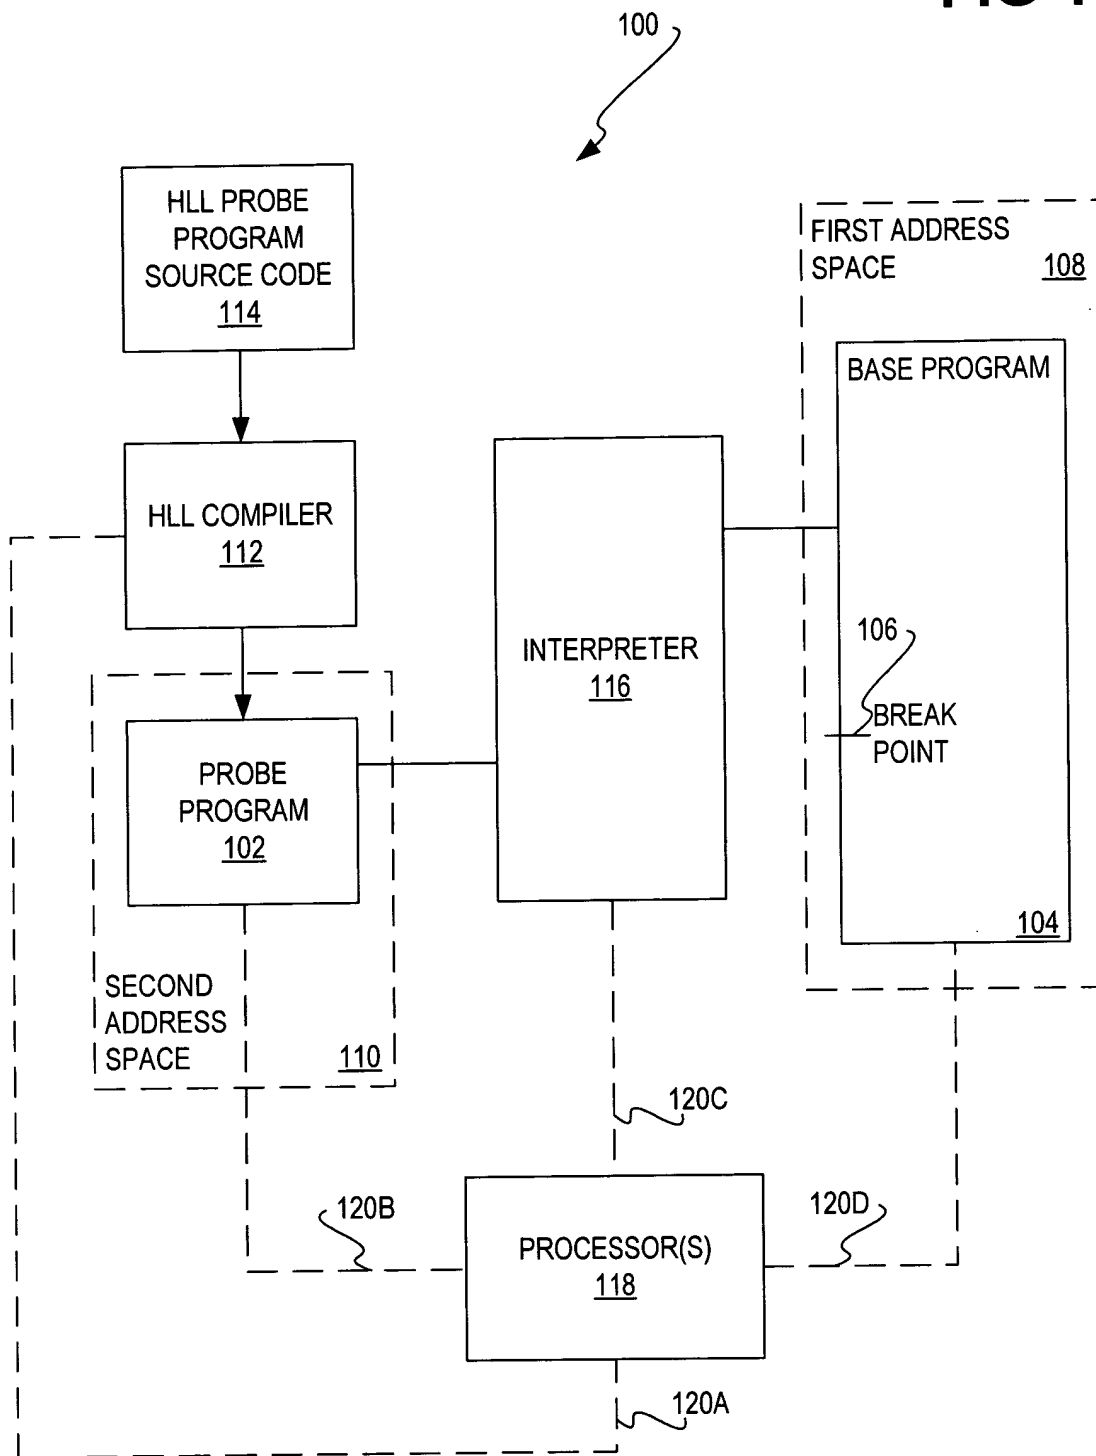 100
HLL PROBE
PROGRAM
SOURCE CODE
114
FIRST ADDRESS
SPACE
108
BASE PROGRAM
HLL COMPILER
112
INTERPRETER
116
106
BREAK
POINT
PROBE
PROGRAM
102
104
SECOND
ADDRESS
SPACE
110
120C
120B
120D
PROCESSOR(S)
118
120A